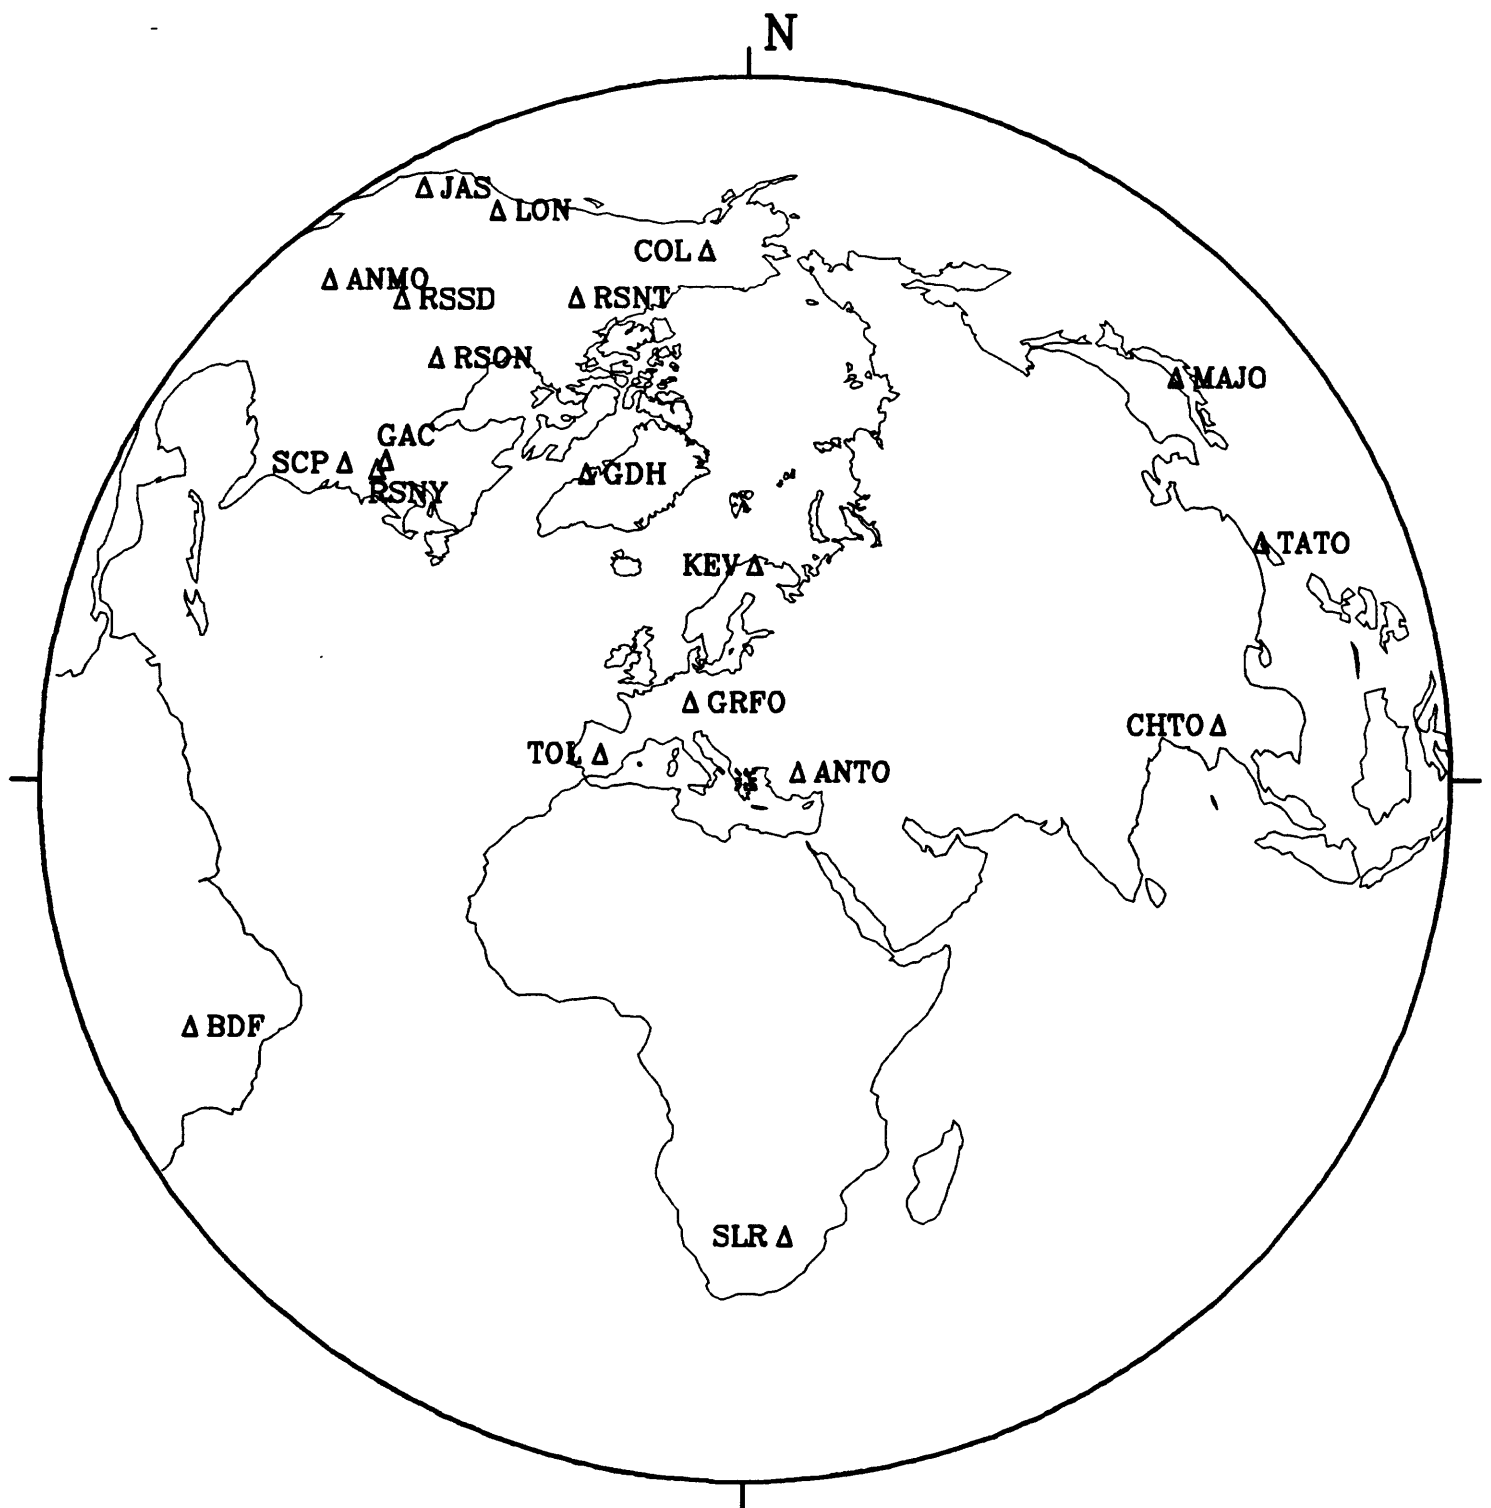 N
JAS
LON
COL
ANMO
RSSD
RSNT
RSON
MAJO
GAC
SCP
GDH
RSNY
TATO
KEV
GRFO
CHTO
TOL
ANTO
BDF
SLR